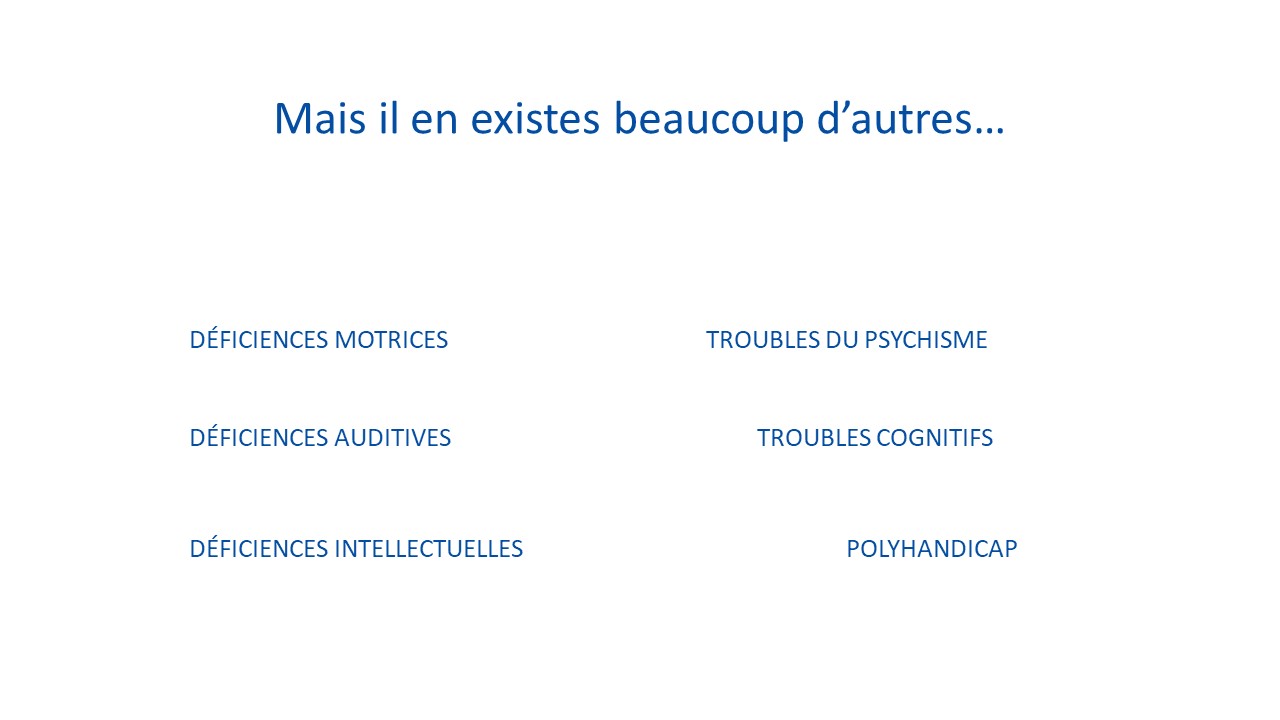 Mais il en existes beaucoup d’autres…
DÉFICIENCES MOTRICES
TROUBLES DU PSYCHISME
DÉFICIENCES AUDITIVES
TROUBLES COGNITIFS
DÉFICIENCES INTELLECTUELLES
POLYHANDICAP